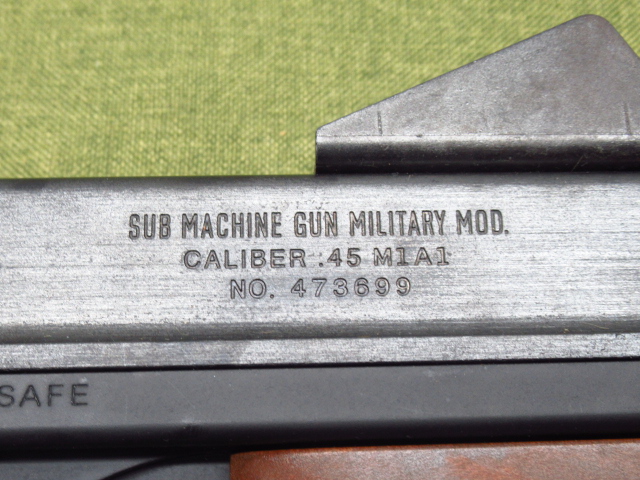 SUB MACHINE GUN MILITARY MOD.
CALIBER .45 M1A1
NO. 473699
SAFE